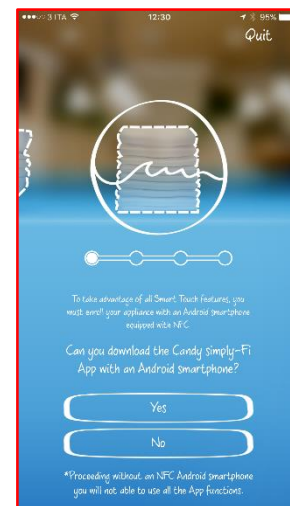 3 ITA 12:30 95%
Quit
To take advantage of all Smart Touch features, you
must enroll your appliance with an Android smartphone
equipped with NFC.
Can you download the Candy simply-Fi
App with an Android smartphone?
Yes
No
*Proceeding without an NFC Android smartphone
you will not able to use all the App functions.